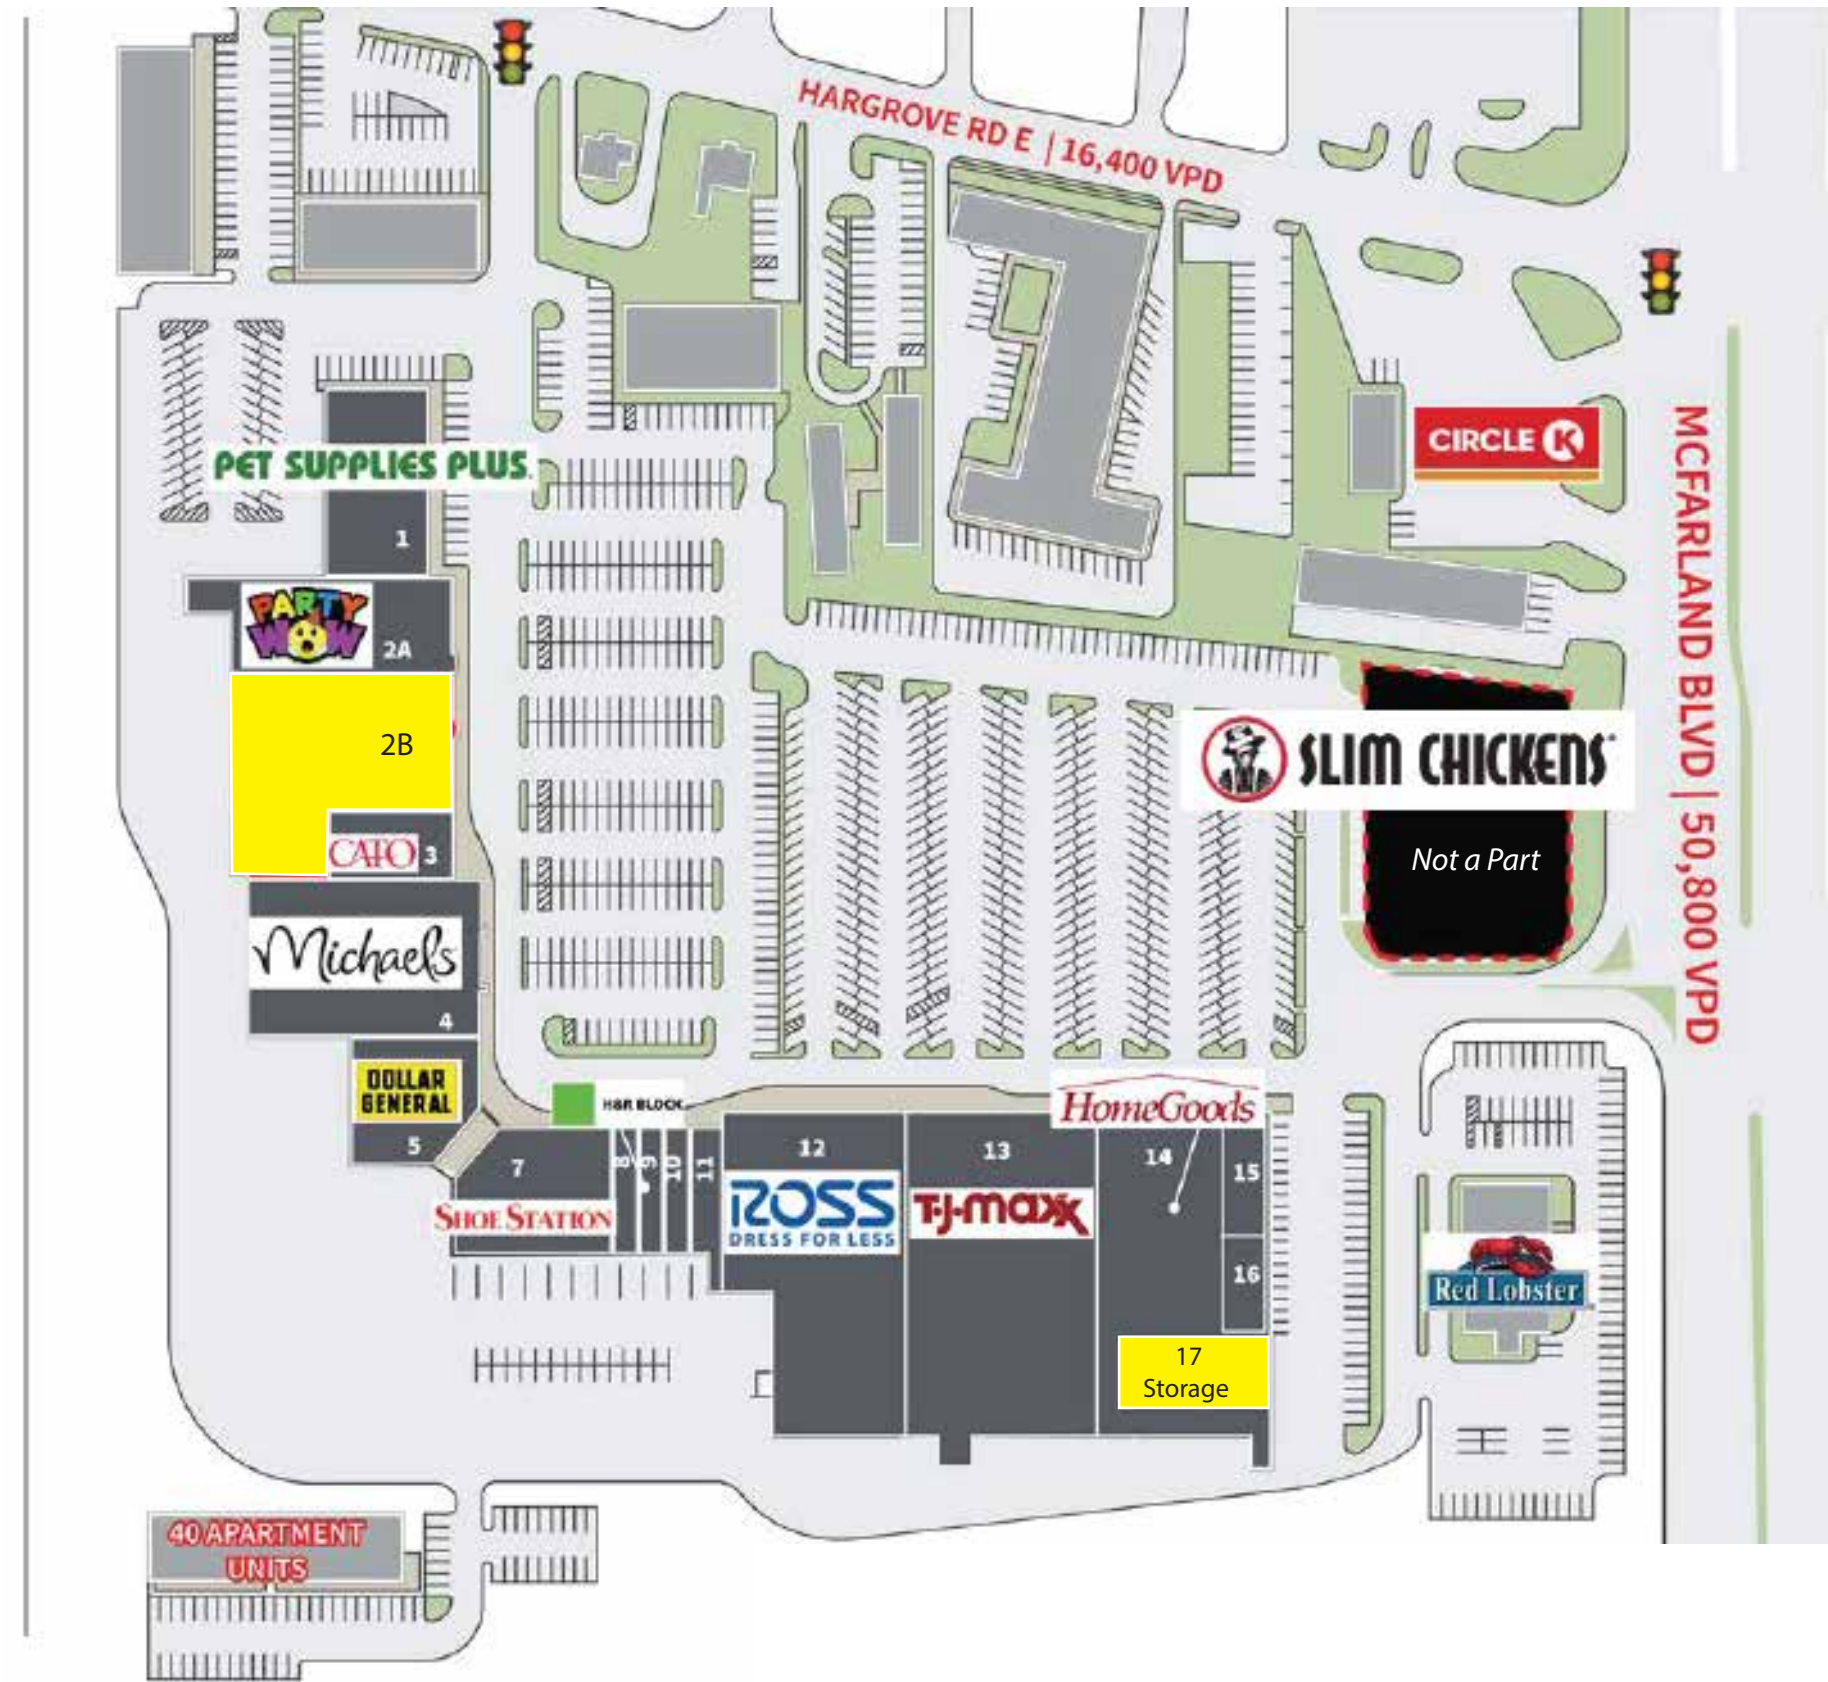 HARGROVE RD E | 16,400 VPD
CIRCLE K
MCFARLAND BLVD | 50,800 VPD
PET SUPPLIES PLUS
1
PARTY
WOW
2A
2B
CATO
3
SLIM CHICKENS
Not a Part
Michaels
4
DOLLAR
GENERAL
5
H&R BLOCK
HomeGoods
7
8
9
10
11
12
13
14
15
SHOE STATION
ROSS
DRESS FOR LESS
T·J·maxx
16
Red Lobster
17
Storage
40 APARTMENT
UNITS